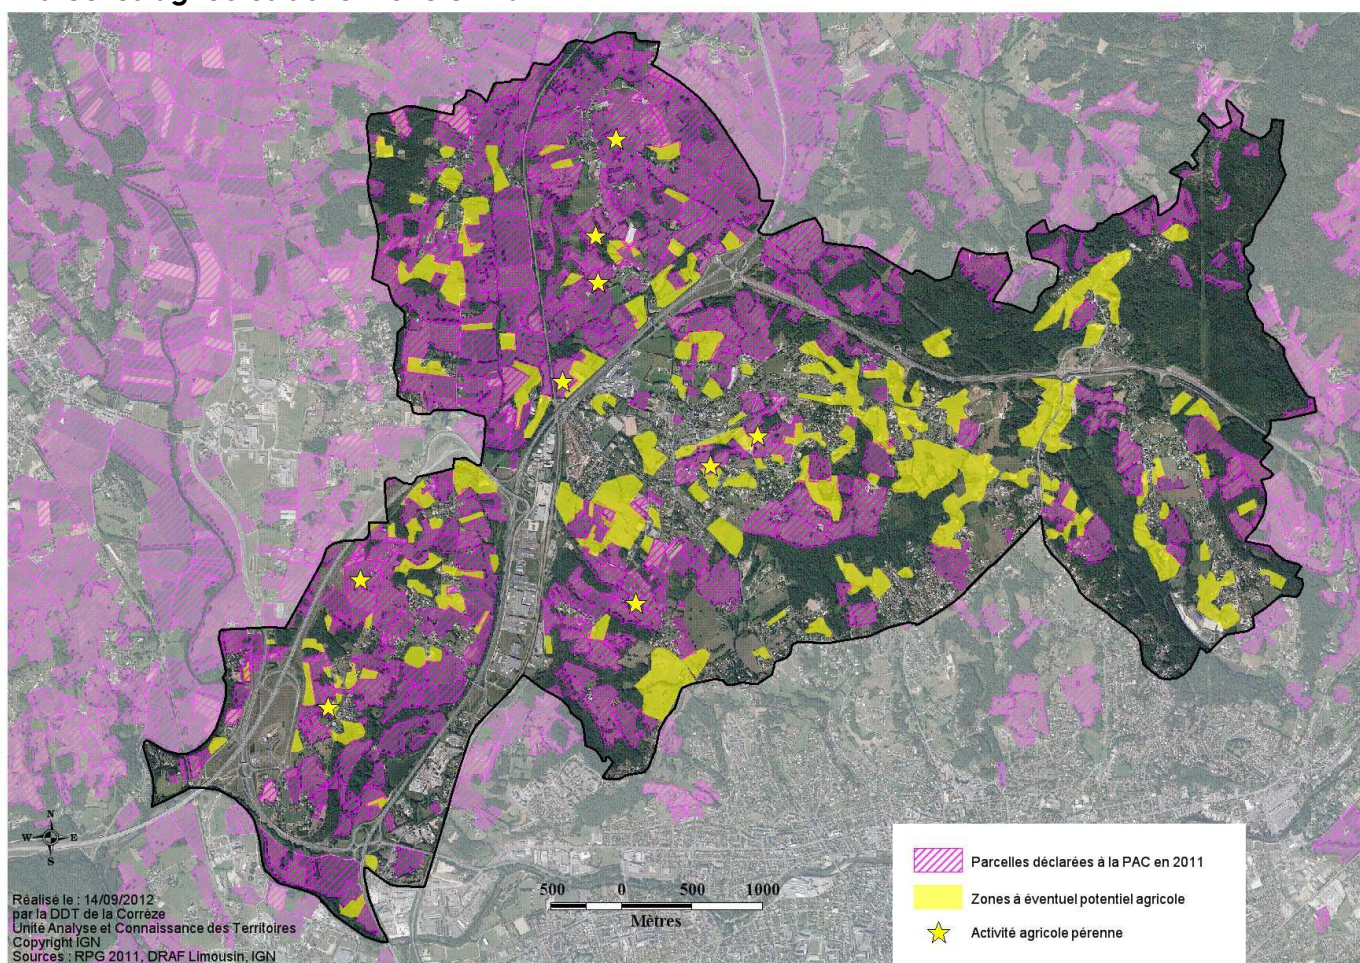 N
W E
S
Réalisé le : 14/09/2012
par la DDT de la Corrèze
Unité Analyse et Connaissance des Territoires
Copyright IGN
Sources : RPG 2011, DRAF Limousin, IGN
500 0 500 1000
Mètres
Parcelles déclarées à la PAC en 2011
Zones à éventuel potentiel agricole
Activité agricole pérenne